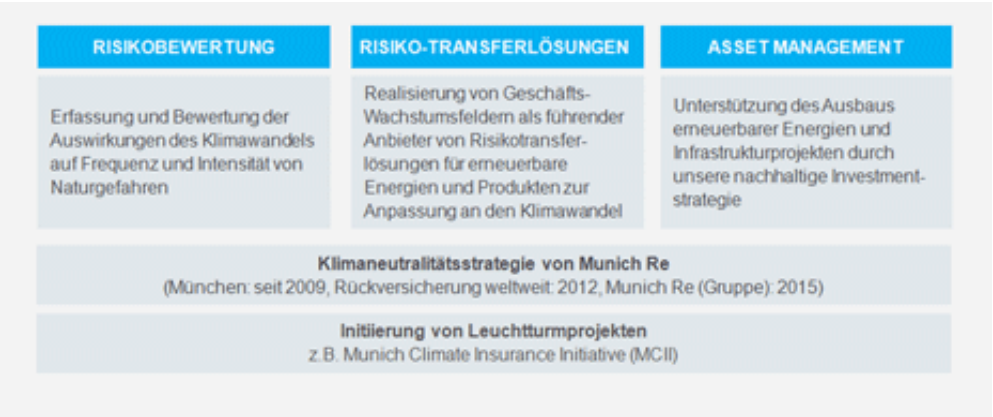 RISIKOBEWERTUNG
Erfassung und Bewertung der
Auswirkungen des Klimawandels
auf Frequenz und Intensität von
Naturgefahren
RISIKO-TRANSFERLÖSUNGEN
Realisierung von Geschäfts-
Wachstumsfeldern als führender
Anbieter von Risikotransfer-
lösungen für erneuerbare
Energien und Produkten zur
Anpassung an den Klimawandel
ASSET MANAGEMENT
Unterstützung des Ausbaus
erneuerbarer Energien und
Infrastrukturprojekten durch
unsere nachhaltige Investment-
strategie
Klimaneutralitätsstrategie von Munich Re
(München: seit 2009, Rückversicherung weltweit: 2012, Munich Re (Gruppe): 2015)
Initiierung von Leuchtturmprojekten
z.B. Munich Climate Insurance Initiative (MCII)